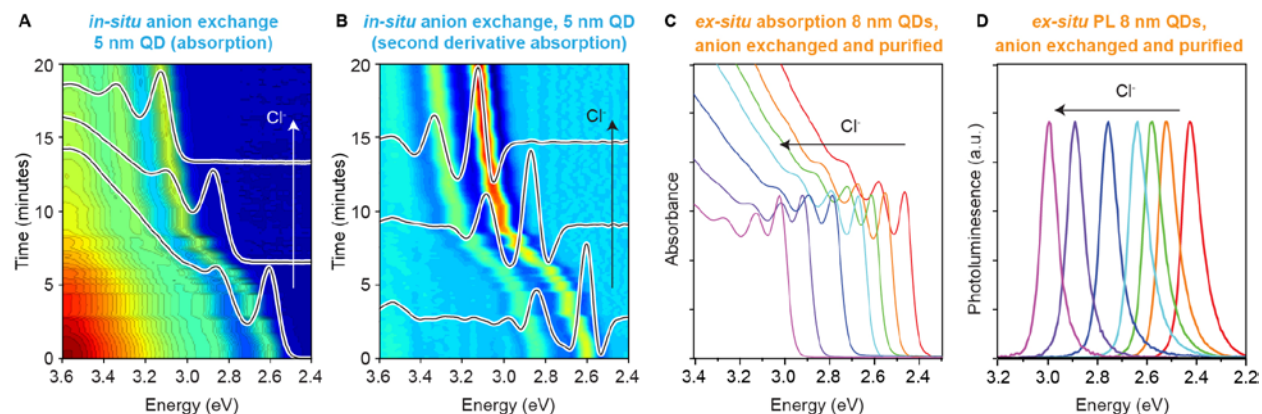 A
in-situ anion exchange
5 nm QD (absorption)
20
15
10
5
0
Time (minutes)
Cl-
3.6 3.4 3.2 3.0 2.8 2.6 2.4
Energy (eV)
B
in-situ anion exchange, 5 nm QD
(second derivative absorption)
20
15
10
5
0
Time (minutes)
Cl-
3.6 3.4 3.2 3.0 2.8 2.6 2.4
Energy (eV)
C
ex-situ absorption 8 nm QDs,
anion exchanged and purified
Absorbance
Cl-
3.4 3.2 3.0 2.8 2.6 2.4
Energy (eV)
D
ex-situ PL 8 nm QDs,
anion exchanged and purified
Photoluminesence (a.u.)
Cl-
3.2 3.0 2.8 2.6 2.4 2.2
Energy (eV)